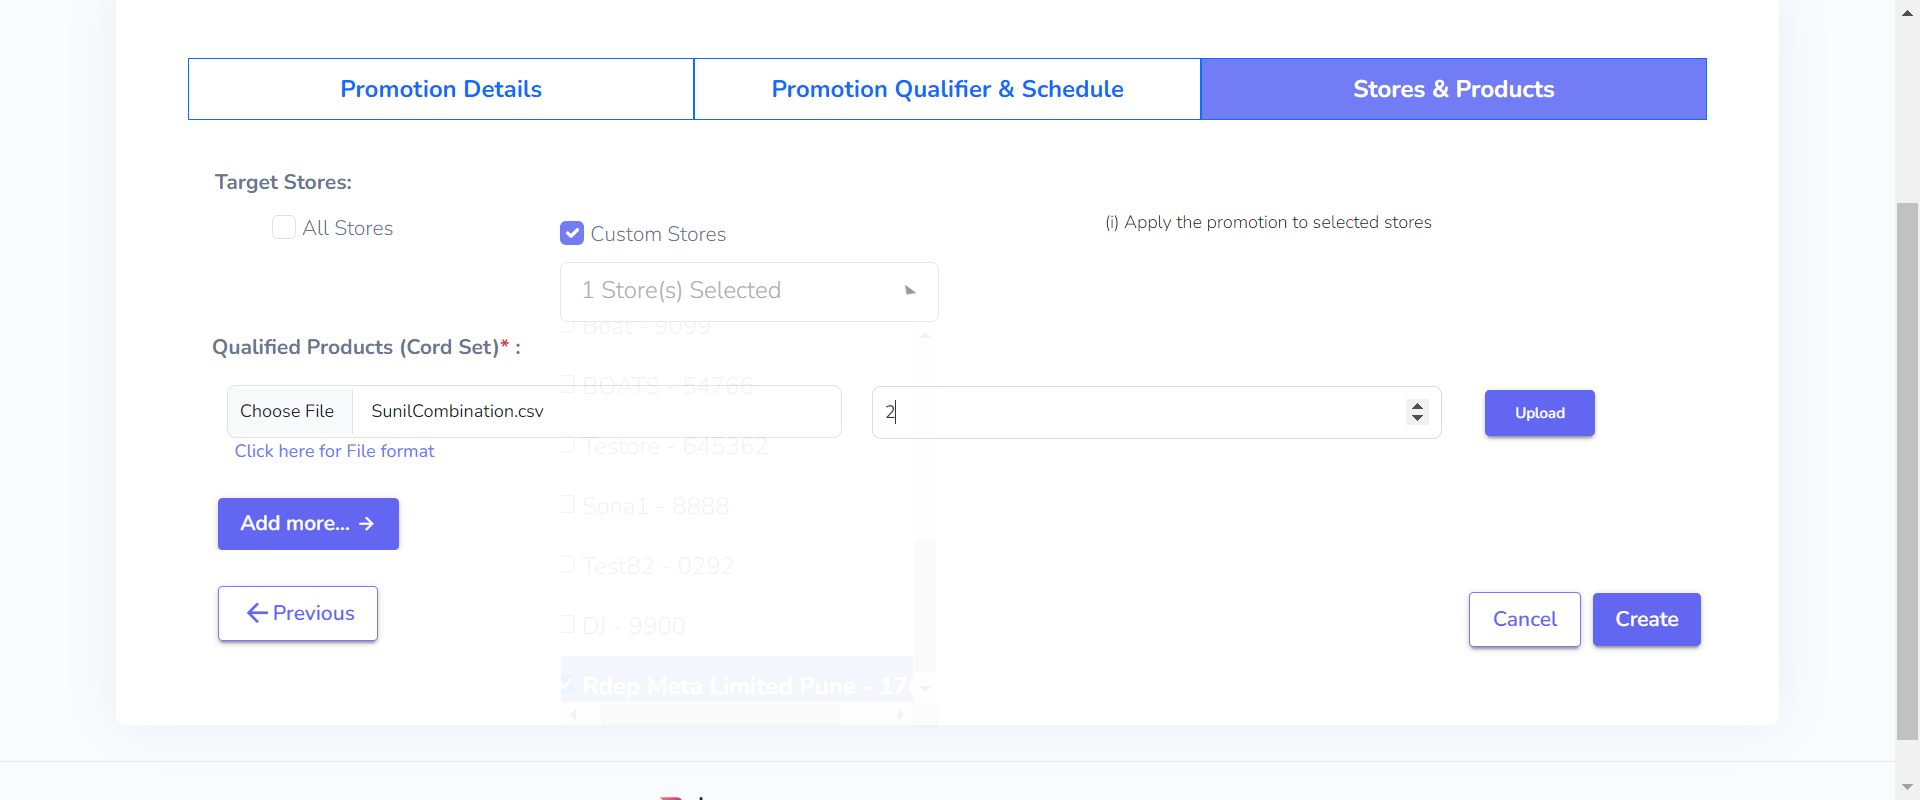 Promotion Details
Promotion Qualifier & Schedule
Stores & Products
Target Stores:
All Stores
Custom Stores
(i) Apply the promotion to selected stores
1 Store(s) Selected
Boat - 9099
Qualified Products (Cord Set)* :
BOATS - 54766
Choose File
SunilCombination.csv
2
Upload
Testore - 645362
Click here for File format
Sona1 - 8888
Add more...
Test82 - 0292
Previous
DJ - 9900
Cancel
Create
Rdep Meta Limited Pune - 17